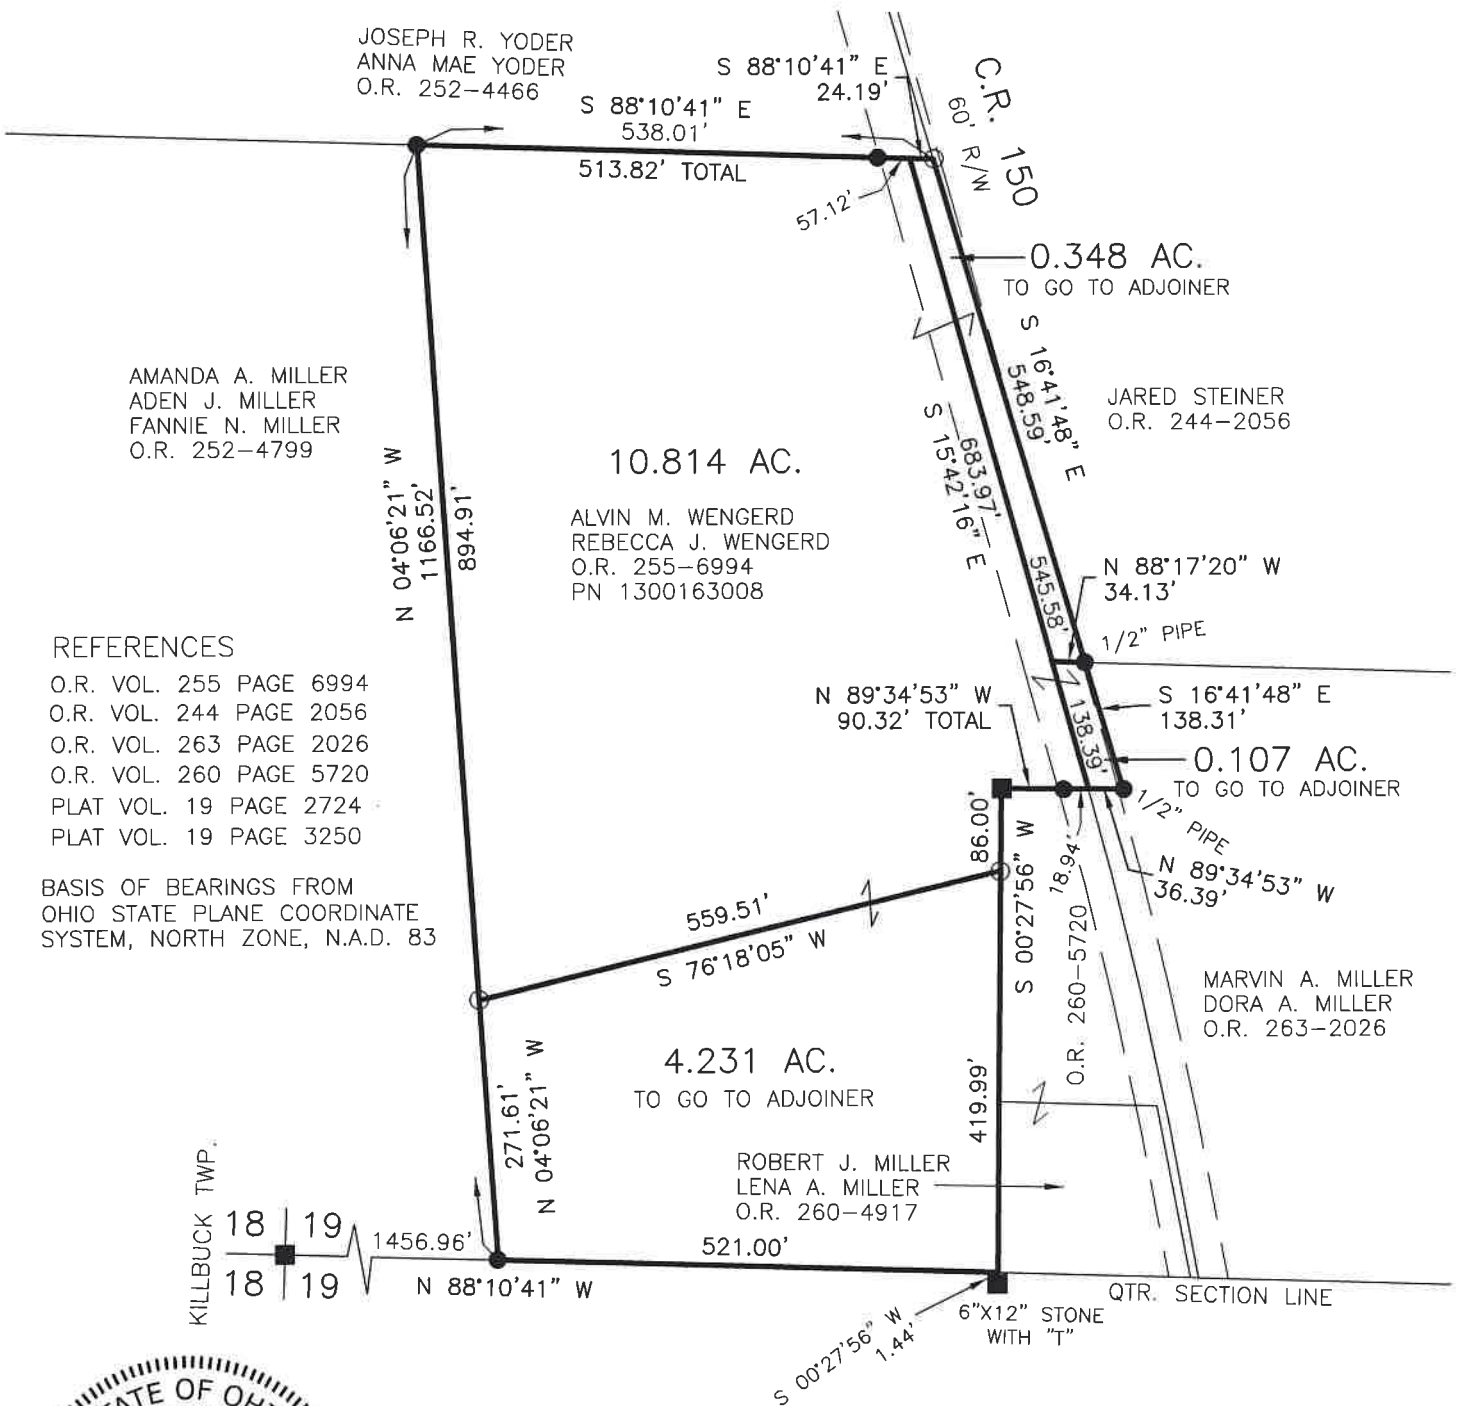 JOSEPH R. YODER
ANNA MAE YODER
O.R. 252-4466
S 88°10'41" E
24.19'
S 88°10'41" E
538.01'
513.82' TOTAL
57.12'
C.R. 150
60' R/W
0.348 AC.
TO GO TO ADJOINER
S 16°41'48" E
548.59'
JARED STEINER
O.R. 244-2056
AMANDA A. MILLER
ADEN J. MILLER
FANNIE N. MILLER
O.R. 252-4799
N 04°06'21" W
1166.52'
894.91'
10.814 AC.
ALVIN M. WENGERD
REBECCA J. WENGERD
O.R. 255-6994
PN 1300163008
683.97'
S 15°42'16" E
545.58'
N 88°17'20" W
34.13'
1/2" PIPE
REFERENCES
O.R. VOL. 255 PAGE 6994
O.R. VOL. 244 PAGE 2056
O.R. VOL. 263 PAGE 2026
O.R. VOL. 260 PAGE 5720
PLAT VOL. 19 PAGE 2724
PLAT VOL. 19 PAGE 3250
BASIS OF BEARINGS FROM
OHIO STATE PLANE COORDINATE
SYSTEM, NORTH ZONE, N.A.D. 83
N 89°34'53" W
90.32' TOTAL
138.39'
S 16°41'48" E
138.31'
0.107 AC.
TO GO TO ADJOINER
1/2" PIPE
N 89°34'53" W
36.39'
86.00'
S 00°27'56" W
18.94'
O.R. 260-5720
559.51'
S 76°18'05" W
MARVIN A. MILLER
DORA A. MILLER
O.R. 263-2026
4.231 AC.
TO GO TO ADJOINER
271.61'
N 04°06'21" W
419.99'
ROBERT J. MILLER
LENA A. MILLER
O.R. 260-4917
KILLBUCK TWP.
18 19
18 19
1456.96'
N 88°10'41" W
521.00'
S 00°27'56" W
1.44'
6"X12" STONE
WITH "T"
QTR. SECTION LINE
STATE OF OHIO